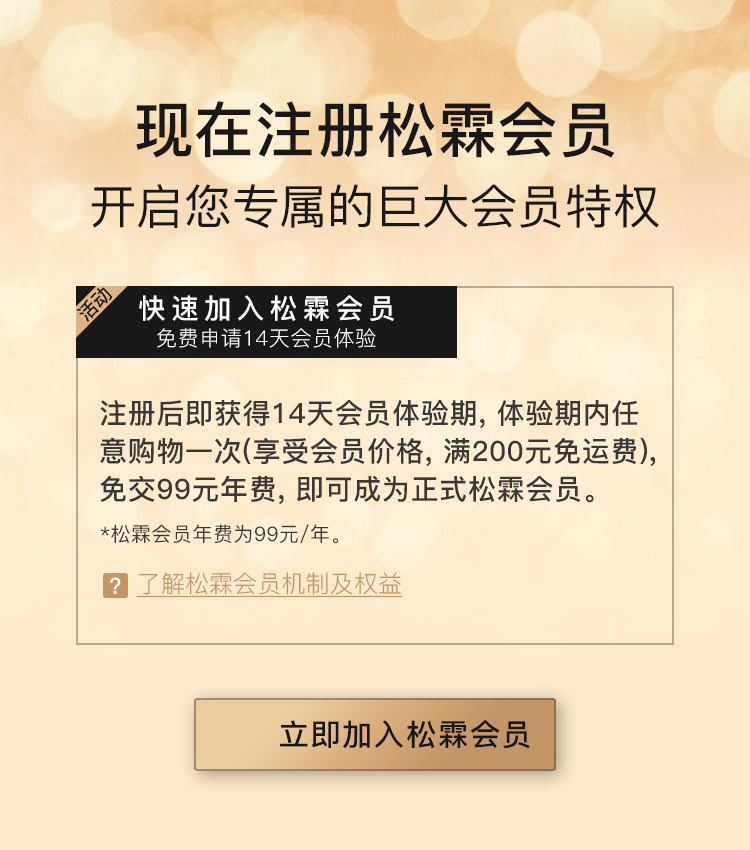 现在注册松霖会员
开启您专属的巨大会员特权
活动
快速加入松霖会员
免费申请14天会员体验
注册后即获得14天会员体验期, 体验期内任
意购物一次(享受会员价格, 满200元免运费),
免交99元年费, 即可成为正式松霖会员。
*松霖会员年费为99元/年。
? 了解松霖会员机制及权益
立即加入松霖会员